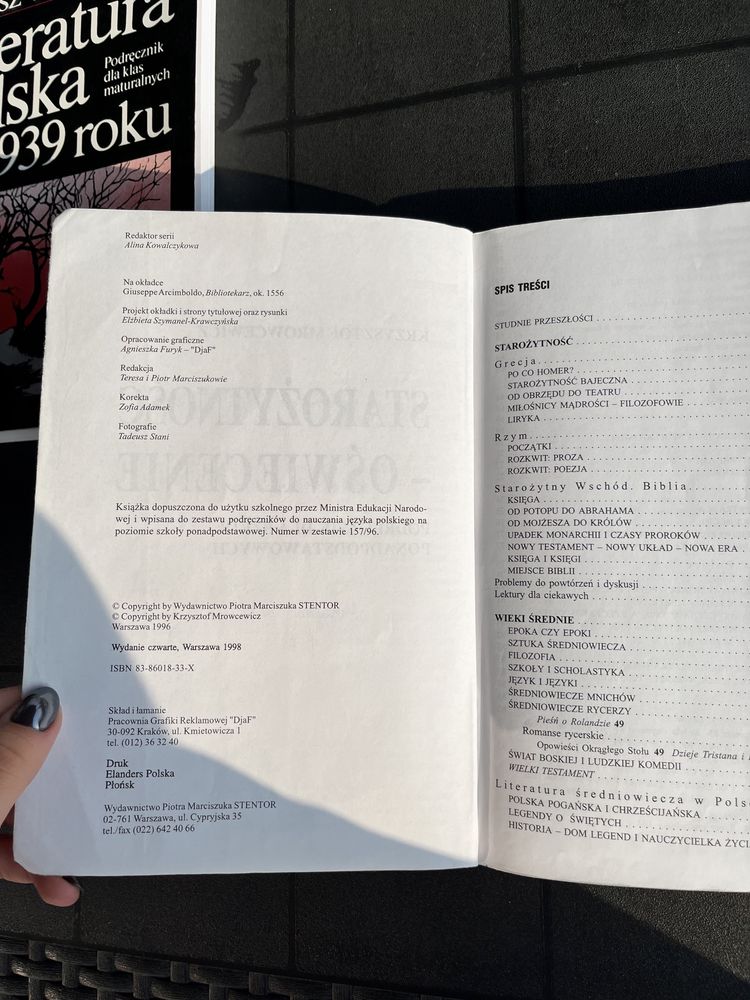 eratura
Podręcznik
dla klas
maturalnych
939 roku
Redaktor serii
Alina Kowalczykowa
Na okładce
Giuseppe Arcimboldo, Bibliotekarz, ok. 1556
Projekt okładki i strony tytułowej oraz rysunki
Elżbieta Szymanel-Krawczyńska
Opracowanie graficzne
Agnieszka Furyk – "DjaF"
Redakcja
Teresa i Piotr Marciszukowie
Korekta
Zofia Adamek
Fotografie
Tadeusz Stani
Książka dopuszczona do użytku szkolnego przez Ministra Edukacji Narodo-
wej i wpisana do zestawu podręczników do nauczania języka polskiego na
poziomie szkoły ponadpodstawowej. Numer w zestawie 157/96.
© Copyright by Wydawnictwo Piotra Marciszuka STENTOR
© Copyright by Krzysztof Mrowcewicz
Warszawa 1996
Wydanie czwarte, Warszawa 1998
ISBN 83-86018-33-X
Skład i łamanie
Pracownia Grafiki Reklamowej "DjaF"
30-092 Kraków, ul. Kmietowicza 1
tel. (012) 36 32 40
Druk
Elanders Polska
Płońsk
Wydawnictwo Piotra Marciszuka STENTOR
02-761 Warszawa, ul. Cypryjska 35
tel./fax (022) 642 40 66
SPIS TREŚCI
STUDNIE PRZESZŁOŚCI
STAROŻYTNOŚĆ
Grecja
PO CO HOMER?
STAROŻYTNOŚĆ BAJECZNA
OD OBRZĘDU DO TEATRU
MIŁOŚNICY MĄDROŚCI – FILOZOFOWIE
LIRYKA
Rzym
POCZĄTKI
ROZKWIT: PROZA
ROZKWIT: POEZJA
Starożytny Wschód. Biblia
KSIĘGA
OD POTOPU DO ABRAHAMA
OD MOJŻESZA DO KRÓLÓW
UPADEK MONARCHII I CZASY PROROKÓW
NOWY TESTAMENT – NOWY UKŁAD – NOWA ERA
KSIĘGA I KSIĘGI
MIEJSCE BIBLII
Problemy do powtórzeń i dyskusji
Lektury dla ciekawych
WIEKI ŚREDNIE
EPOKA CZY EPOKI
SZTUKA ŚREDNIOWIECZA
FILOZOFIA
SZKOŁY I SCHOLASTYKA
JĘZYK I JĘZYKI
ŚREDNIOWIECZE MNICHÓW
ŚREDNIOWIECZE RYCERZY
Pieśń o Rolandzie 49
Romanse rycerskie
Opowieści Okrągłego Stołu 49 Dzieje Tristana i
ŚWIAT BOSKIEJ I LUDZKIEJ KOMEDII
WIELKI TESTAMENT
Literatura średniowiecza w Pols
POLSKA POGAŃSKA I CHRZEŚCIJAŃSKA
LEGENDY O ŚWIĘTYCH
HISTORIA – DOM LEGEND I NAUCZYCIELKA ŻYCI